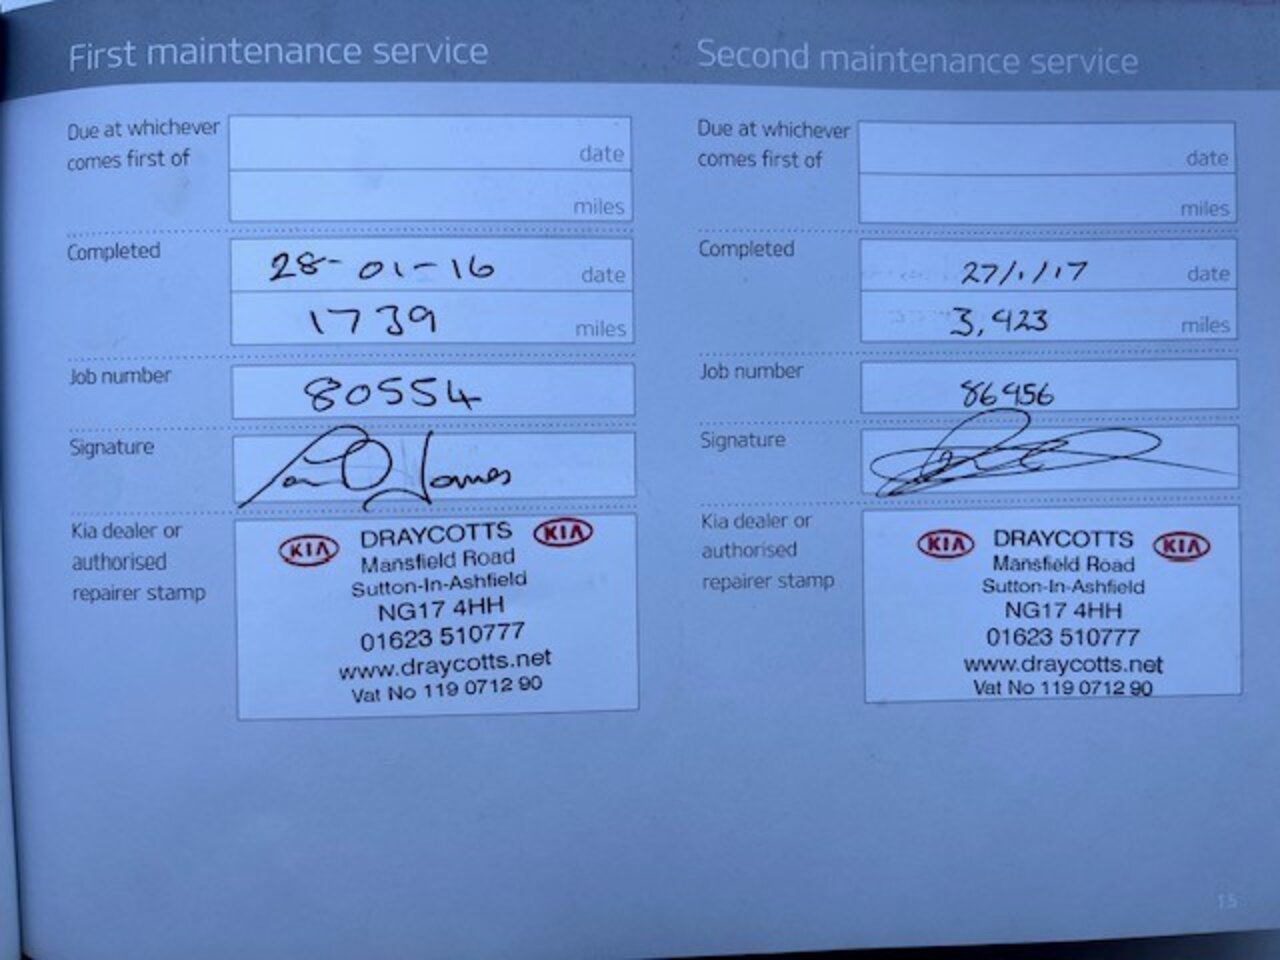 First maintenance service
Due at whichever
comes first of
date
miles
Completed
28-01-16 date
1739 miles
Job number
80554
Signature
Kia dealer or
authorised
repairer stamp
KIA DRAYCOTTS KIA
Mansfield Road
Sutton-In-Ashfield
NG17 4HH
01623 510777
www.draycotts.net
Vat No 119 0712 90
Second maintenance service
Due at whichever
comes first of
date
miles
Completed
27/1/17 date
3,423 miles
Job number
86456
Signature
Kia dealer or
authorised
repairer stamp
KIA DRAYCOTTS KIA
Mansfield Road
Sutton-In-Ashfield
NG17 4HH
01623 510777
www.draycotts.net
Vat No 119 0712 90
15